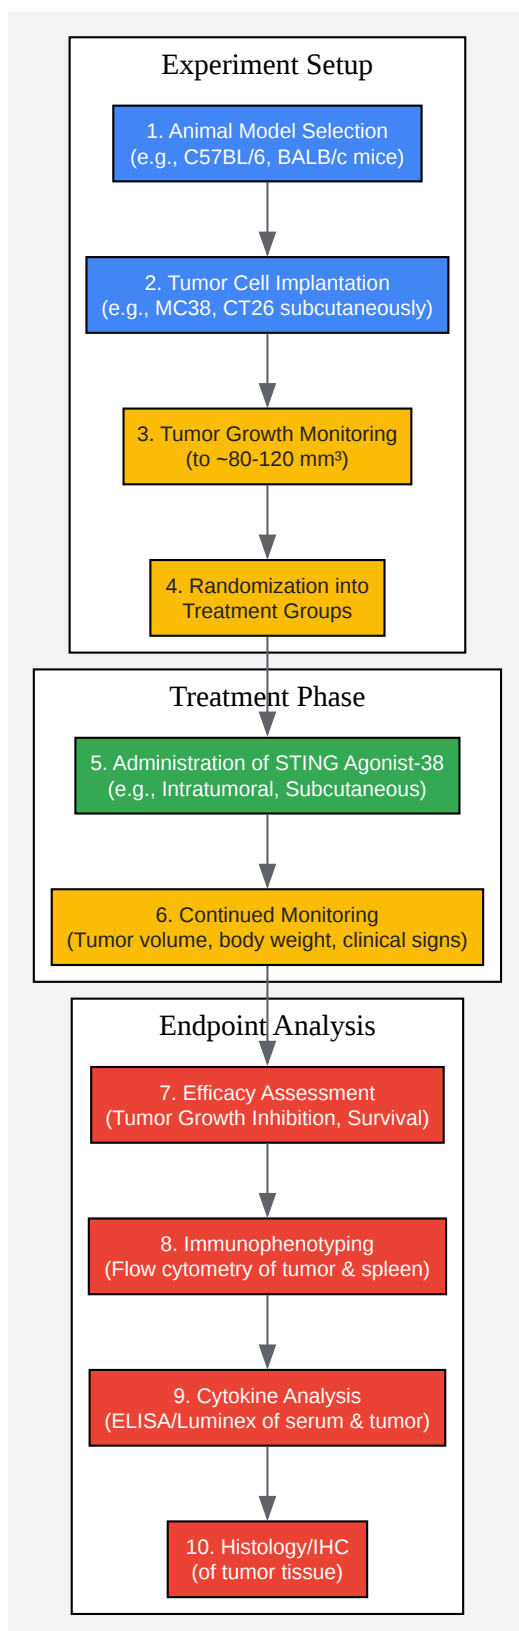 Experiment Setup
1. Animal Model Selection
(e.g., C57BL/6, BALB/c mice)
2. Tumor Cell Implantation
(e.g., MC38, CT26 subcutaneously)
3. Tumor Growth Monitoring
(to ~80-120 mm³)
4. Randomization into
Treatment Groups
Treatment Phase
5. Administration of STING Agonist-38
(e.g., Intratumoral, Subcutaneous)
6. Continued Monitoring
(Tumor volume, body weight, clinical signs)
Endpoint Analysis
7. Efficacy Assessment
(Tumor Growth Inhibition, Survival)
8. Immunophenotyping
(Flow cytometry of tumor & spleen)
9. Cytokine Analysis
(ELISA/Luminex of serum & tumor)
10. Histology/IHC
(of tumor tissue)